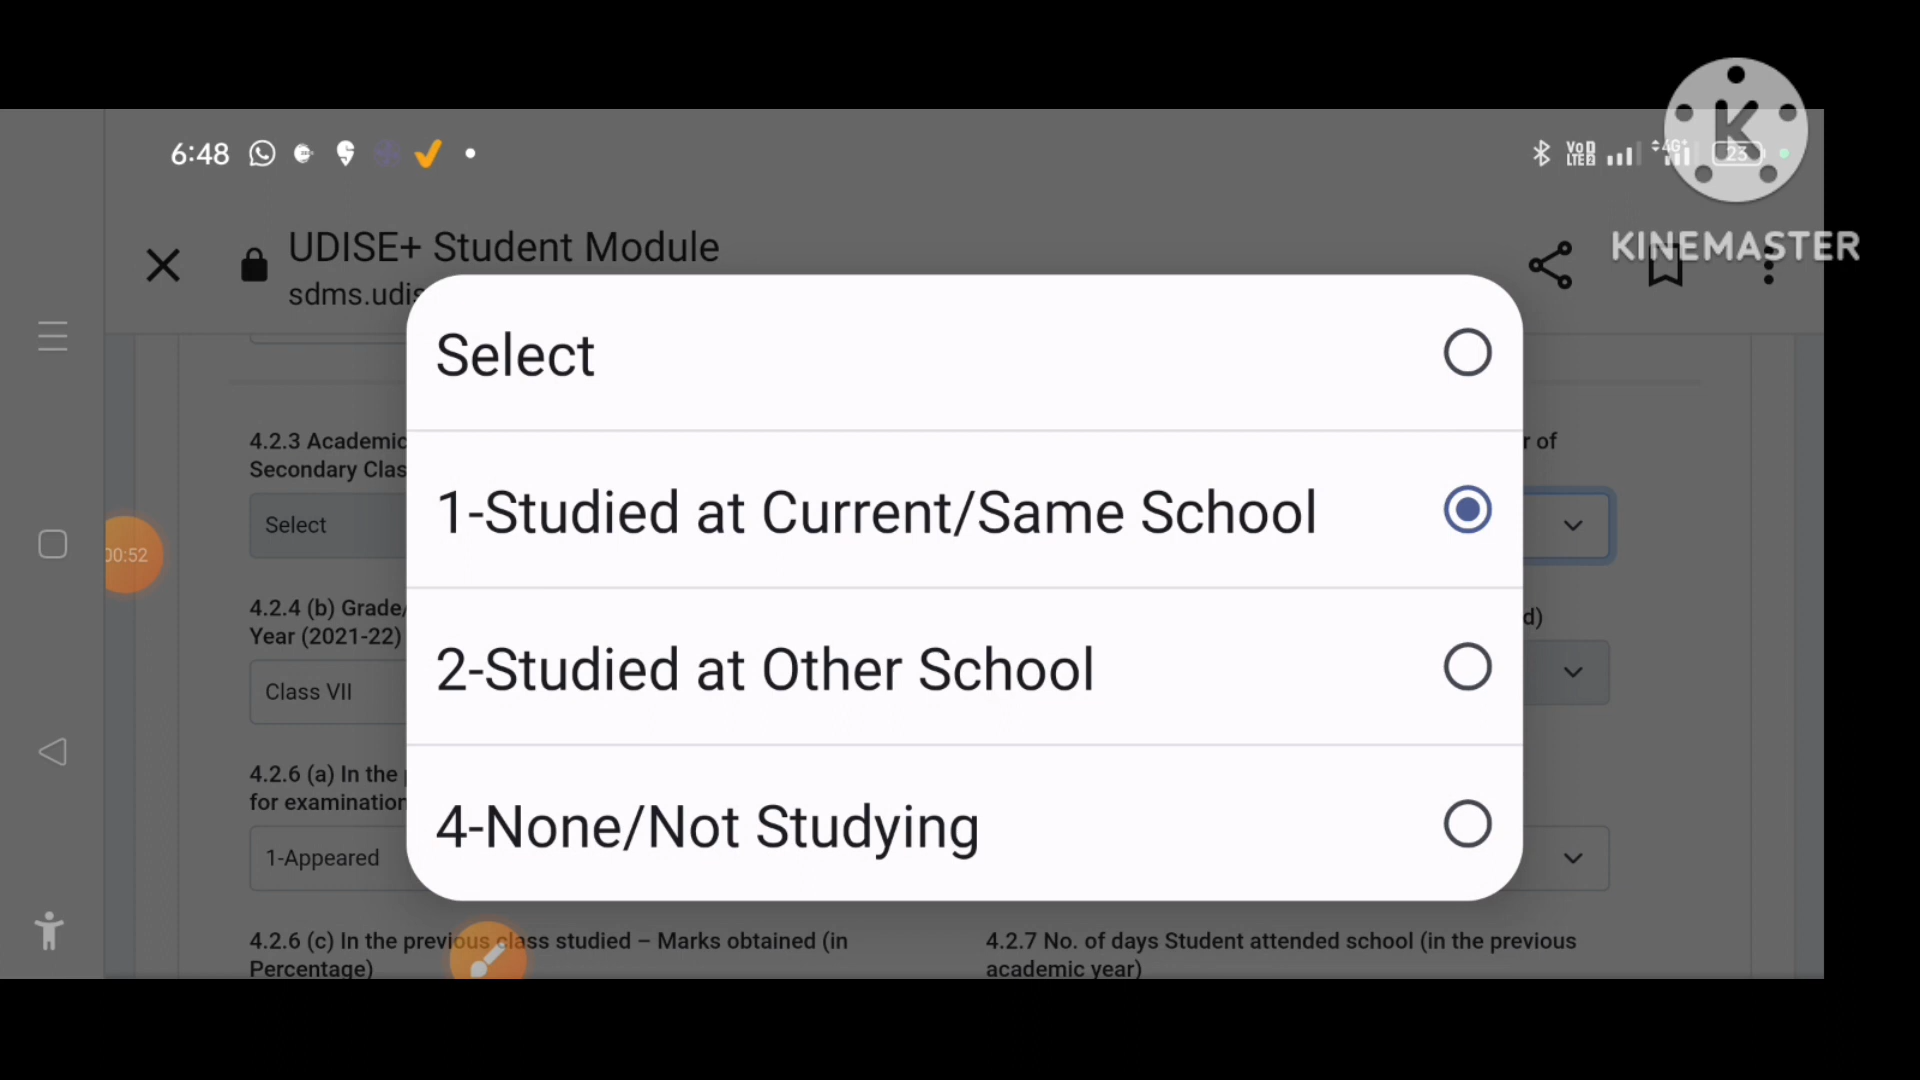 6:48
VoD
LTE2
4G+
23
KINEMASTER
UDISE+ Student Module
sdms.udis
Select
1-Studied at Current/Same School
2-Studied at Other School
4-None/Not Studying
4.2.3 Academic
Secondary Clas
r of
Select
00:52
4.2.4 (b) Grade/
Year (2021-22)
d)
Class VII
4.2.6 (a) In the
for examination
1-Appeared
4.2.6 (c) In the previous class studied – Marks obtained (in
Percentage)
4.2.7 No. of days Student attended school (in the previous
academic year)